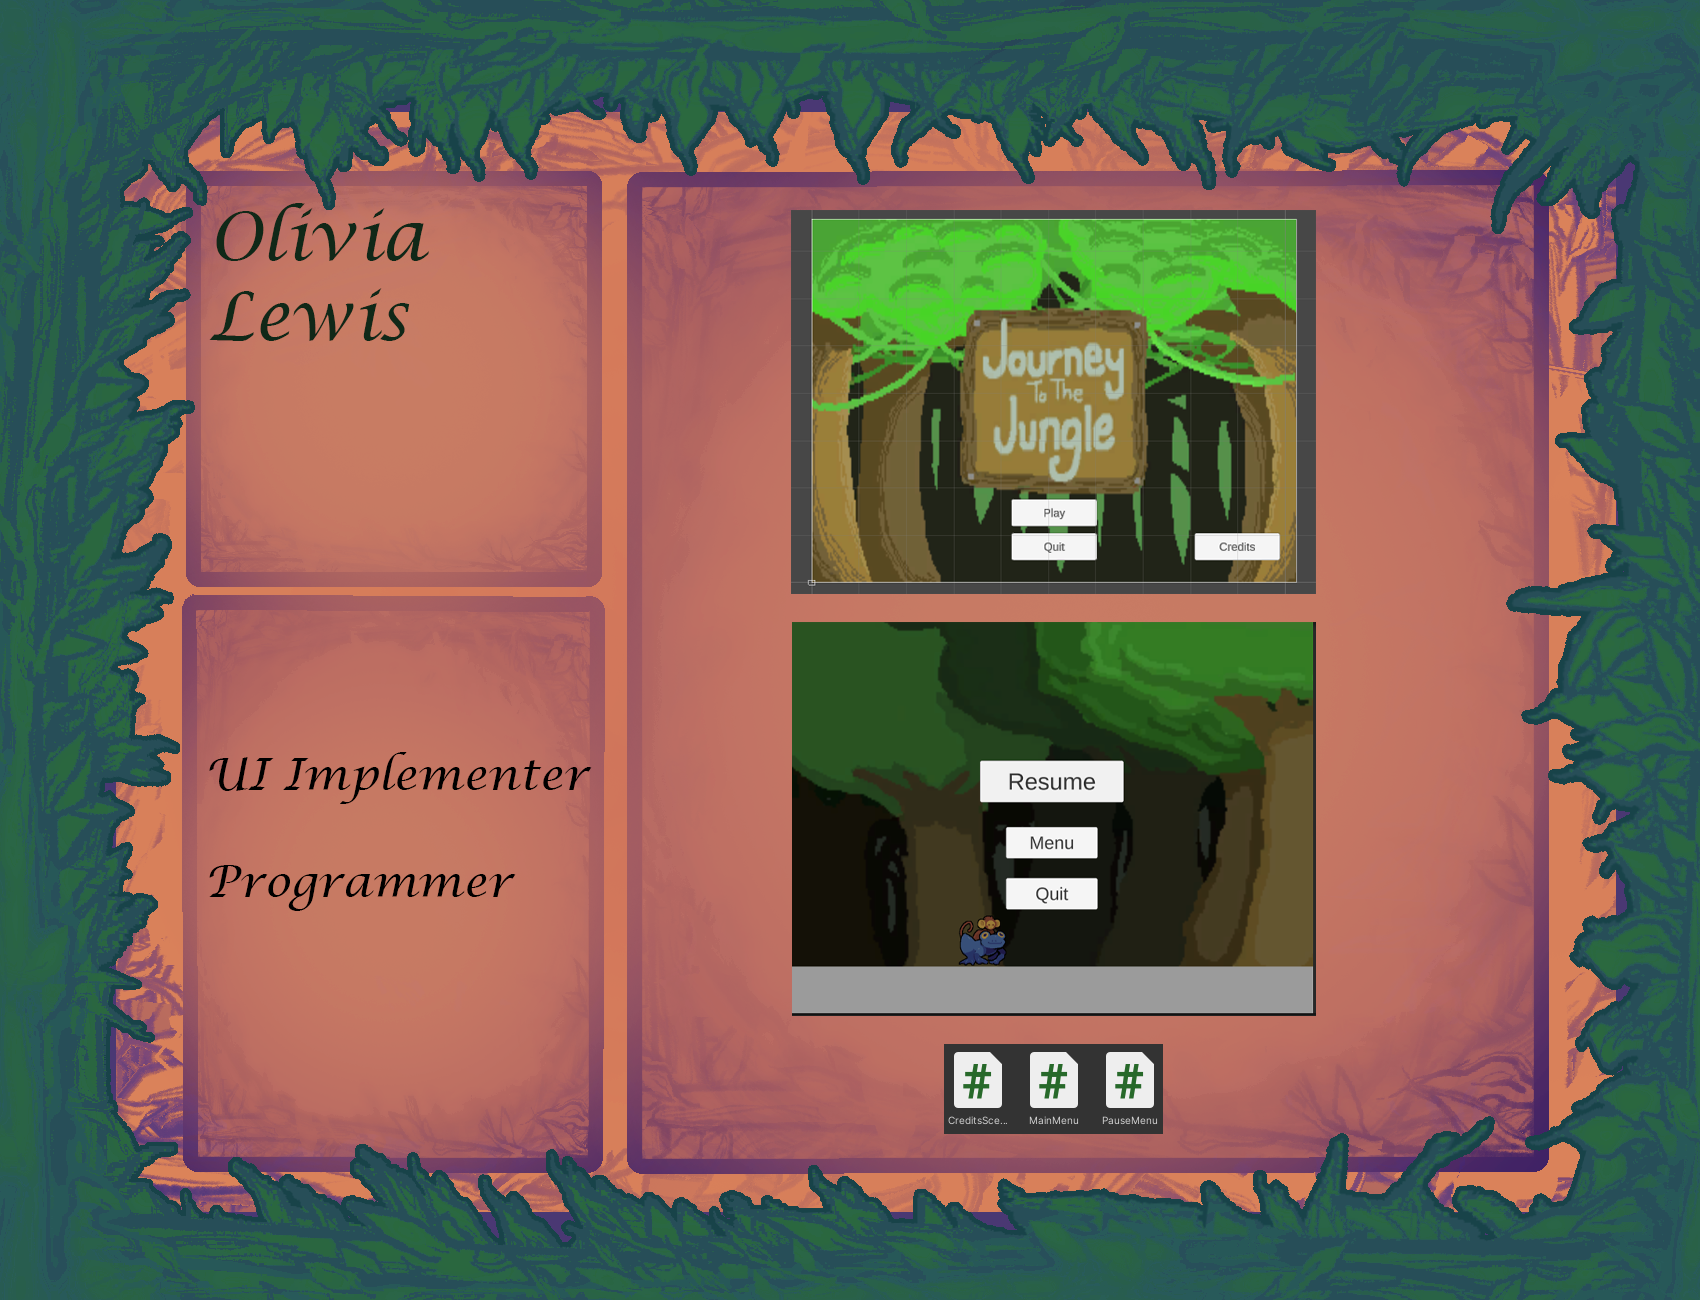 Olivia
Lewis
UI Implementer
Programmer
Journey
To The
Jungle
Play
Quit
Credits
Resume
Menu
Quit
CreditsSce...
MainMenu
PauseMenu